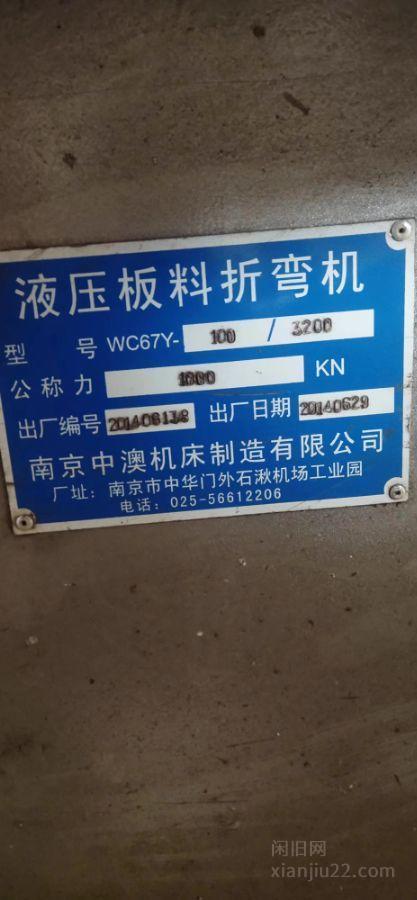 液压板料折弯机
型 号 WC67Y- 100 / 3200
公称力 1000 KN
出厂编号 201406138 出厂日期 20140629
南京中澳机床制造有限公司
厂址：南京市中华门外石湫机场工业园
电话：025-56612206
闲旧网
xianjiu22.com